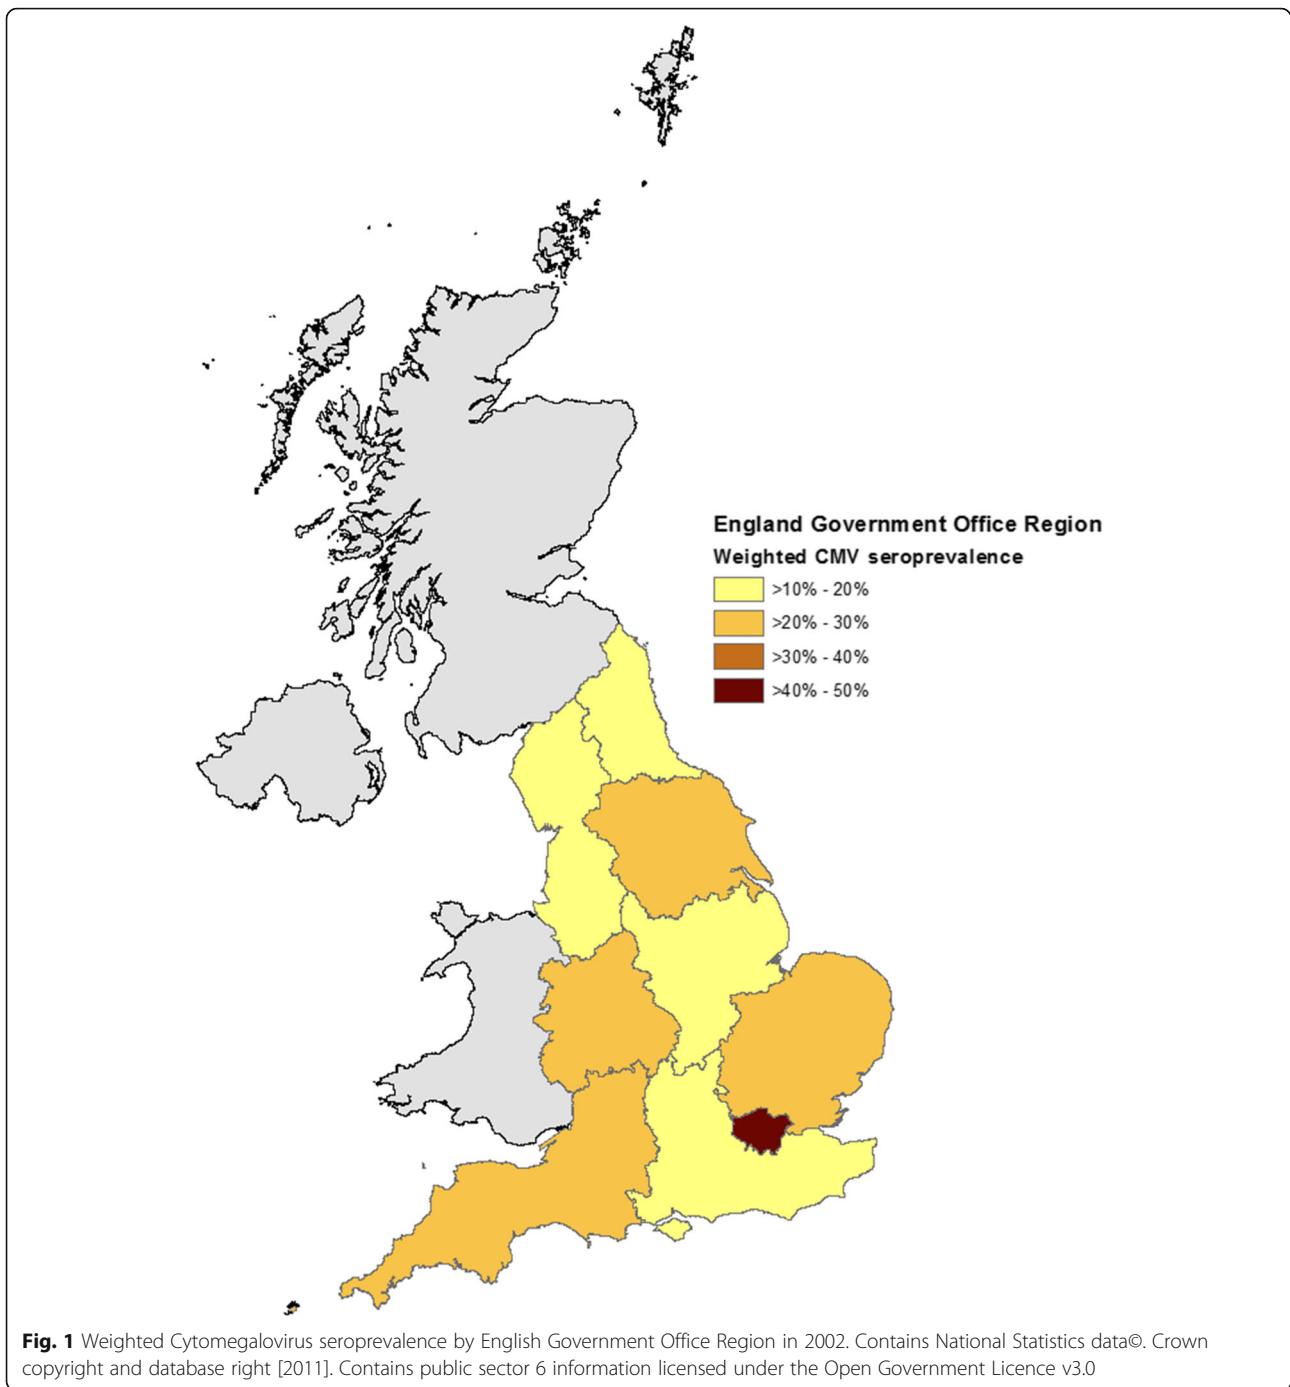 England Government Office Region
Weighted CMV seroprevalence
>10% - 20%
>20% - 30%
>30% - 40%
>40% - 50%
Fig. 1 Weighted Cytomegalovirus seroprevalence by English Government Office Region in 2002. Contains National Statistics data©. Crown
copyright and database right [2011]. Contains public sector 6 information licensed under the Open Government Licence v3.0